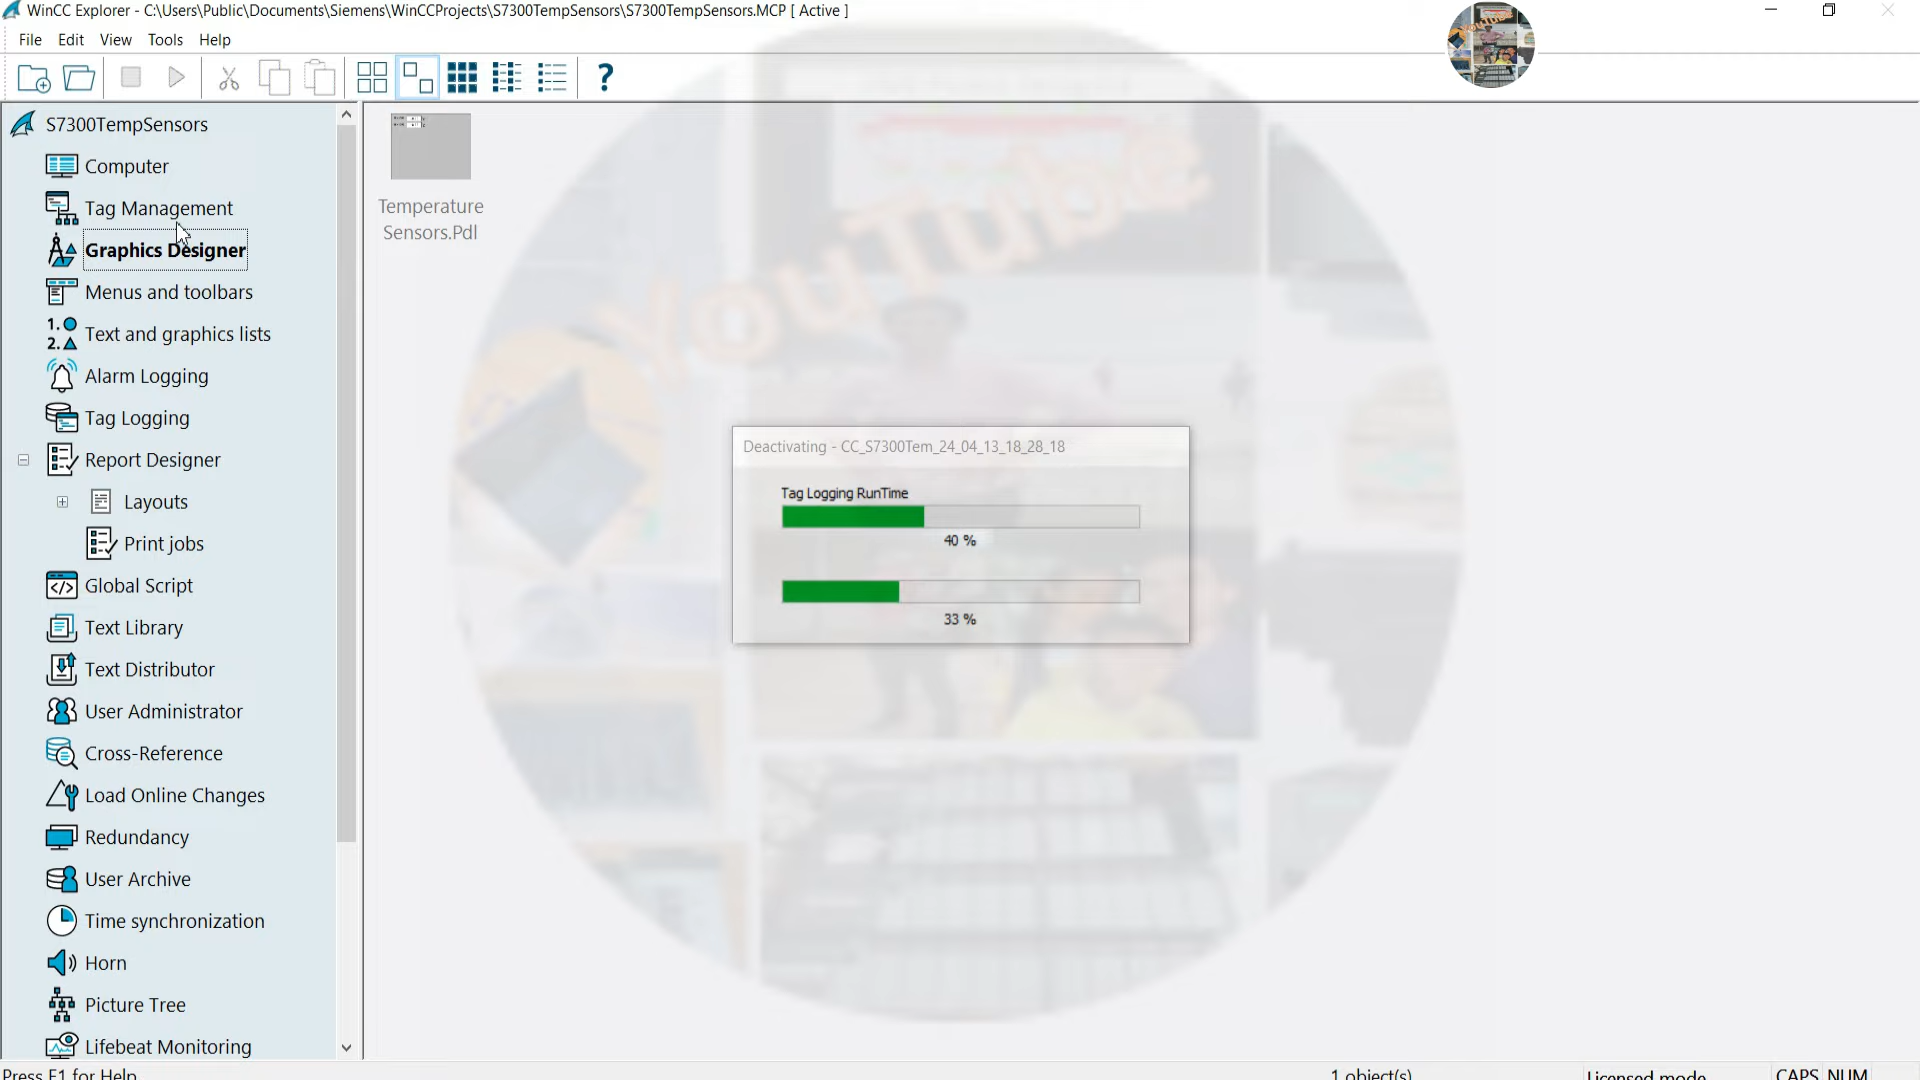 WinCC Explorer - C:\Users\Public\Documents\Siemens\WinCCProjects\S7300TempSensors\S7300TempSensors.MCP [ Active ]
File Edit View Tools Help
S7300TempSensors
Computer
Tag Management
Graphics Designer
Menus and toolbars
Text and graphics lists
Alarm Logging
Tag Logging
Report Designer
Layouts
Print jobs
Global Script
Text Library
Text Distributor
User Administrator
Cross-Reference
Load Online Changes
Redundancy
User Archive
Time synchronization
Horn
Picture Tree
Lifebeat Monitoring
Temperature
Sensors.Pdl
YouTube
Deactivating - CC_S7300Tem_24_04_13_18_28_18
Tag Logging RunTime
40 %
33 %
Press F1 for Help
1 object(s)
Licensed mode
CAPS NUM